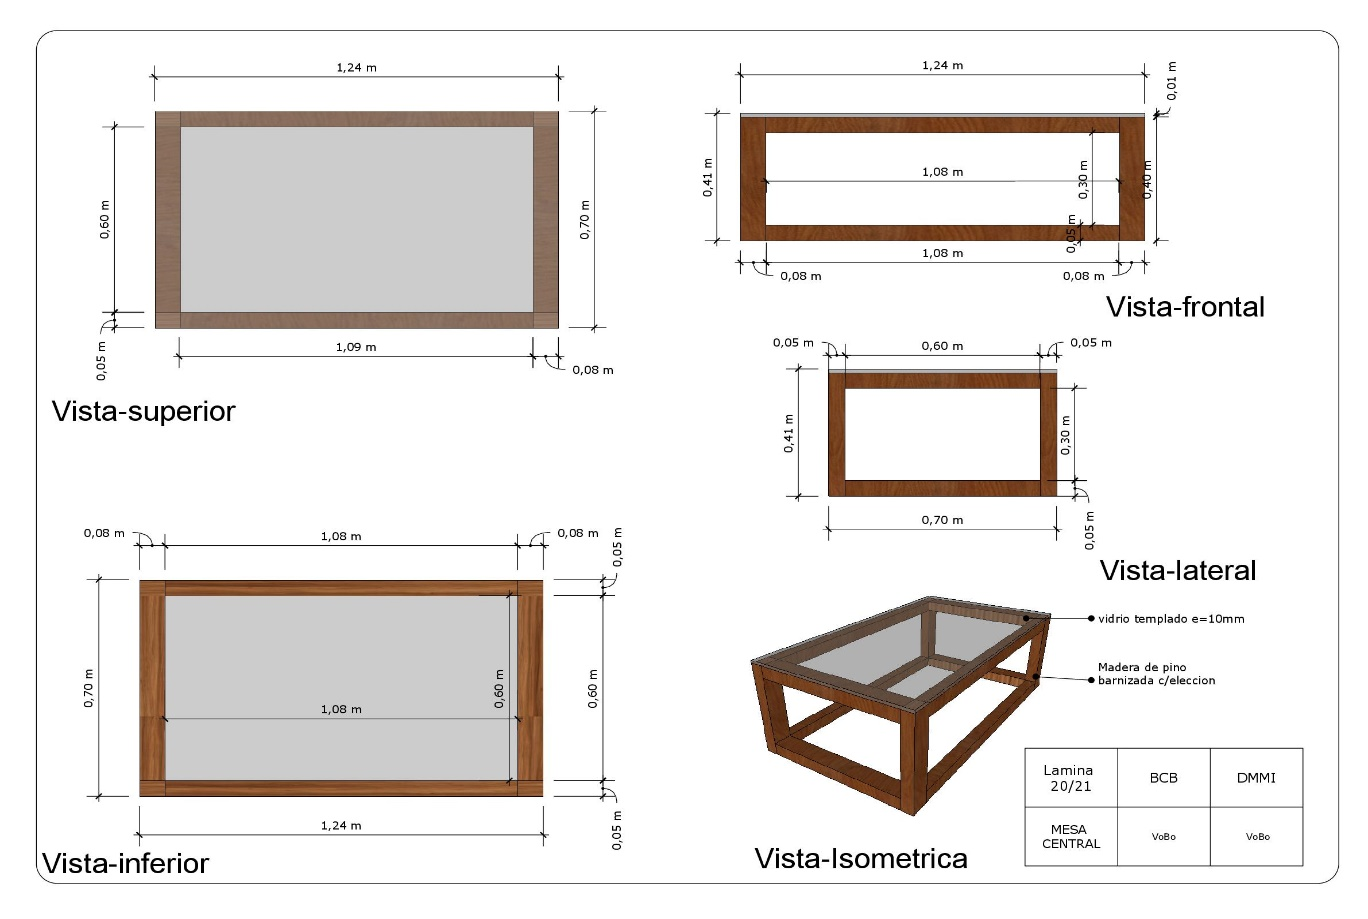 1,24 m
0,60 m
0,70 m
0,05 m
1,09 m
0,08 m
Vista-superior
1,24 m
0,01 m
0,41 m
1,08 m
0,30 m
0,40 m
0,05 m
1,08 m
0,08 m
0,08 m
Vista-frontal
0,05 m
0,60 m
0,05 m
0,41 m
0,30 m
0,70 m
0,05 m
Vista-lateral
0,08 m
1,08 m
0,08 m
0,05 m
0,70 m
0,60 m
0,60 m
1,08 m
1,24 m
0,05 m
Vista-inferior
vidrio templado e=10mm
Madera de pino
barnizada c/eleccion
Vista-Isometrica
Lamina
20/21
BCB
DMMI
MESA
CENTRAL
VoBo
VoBo